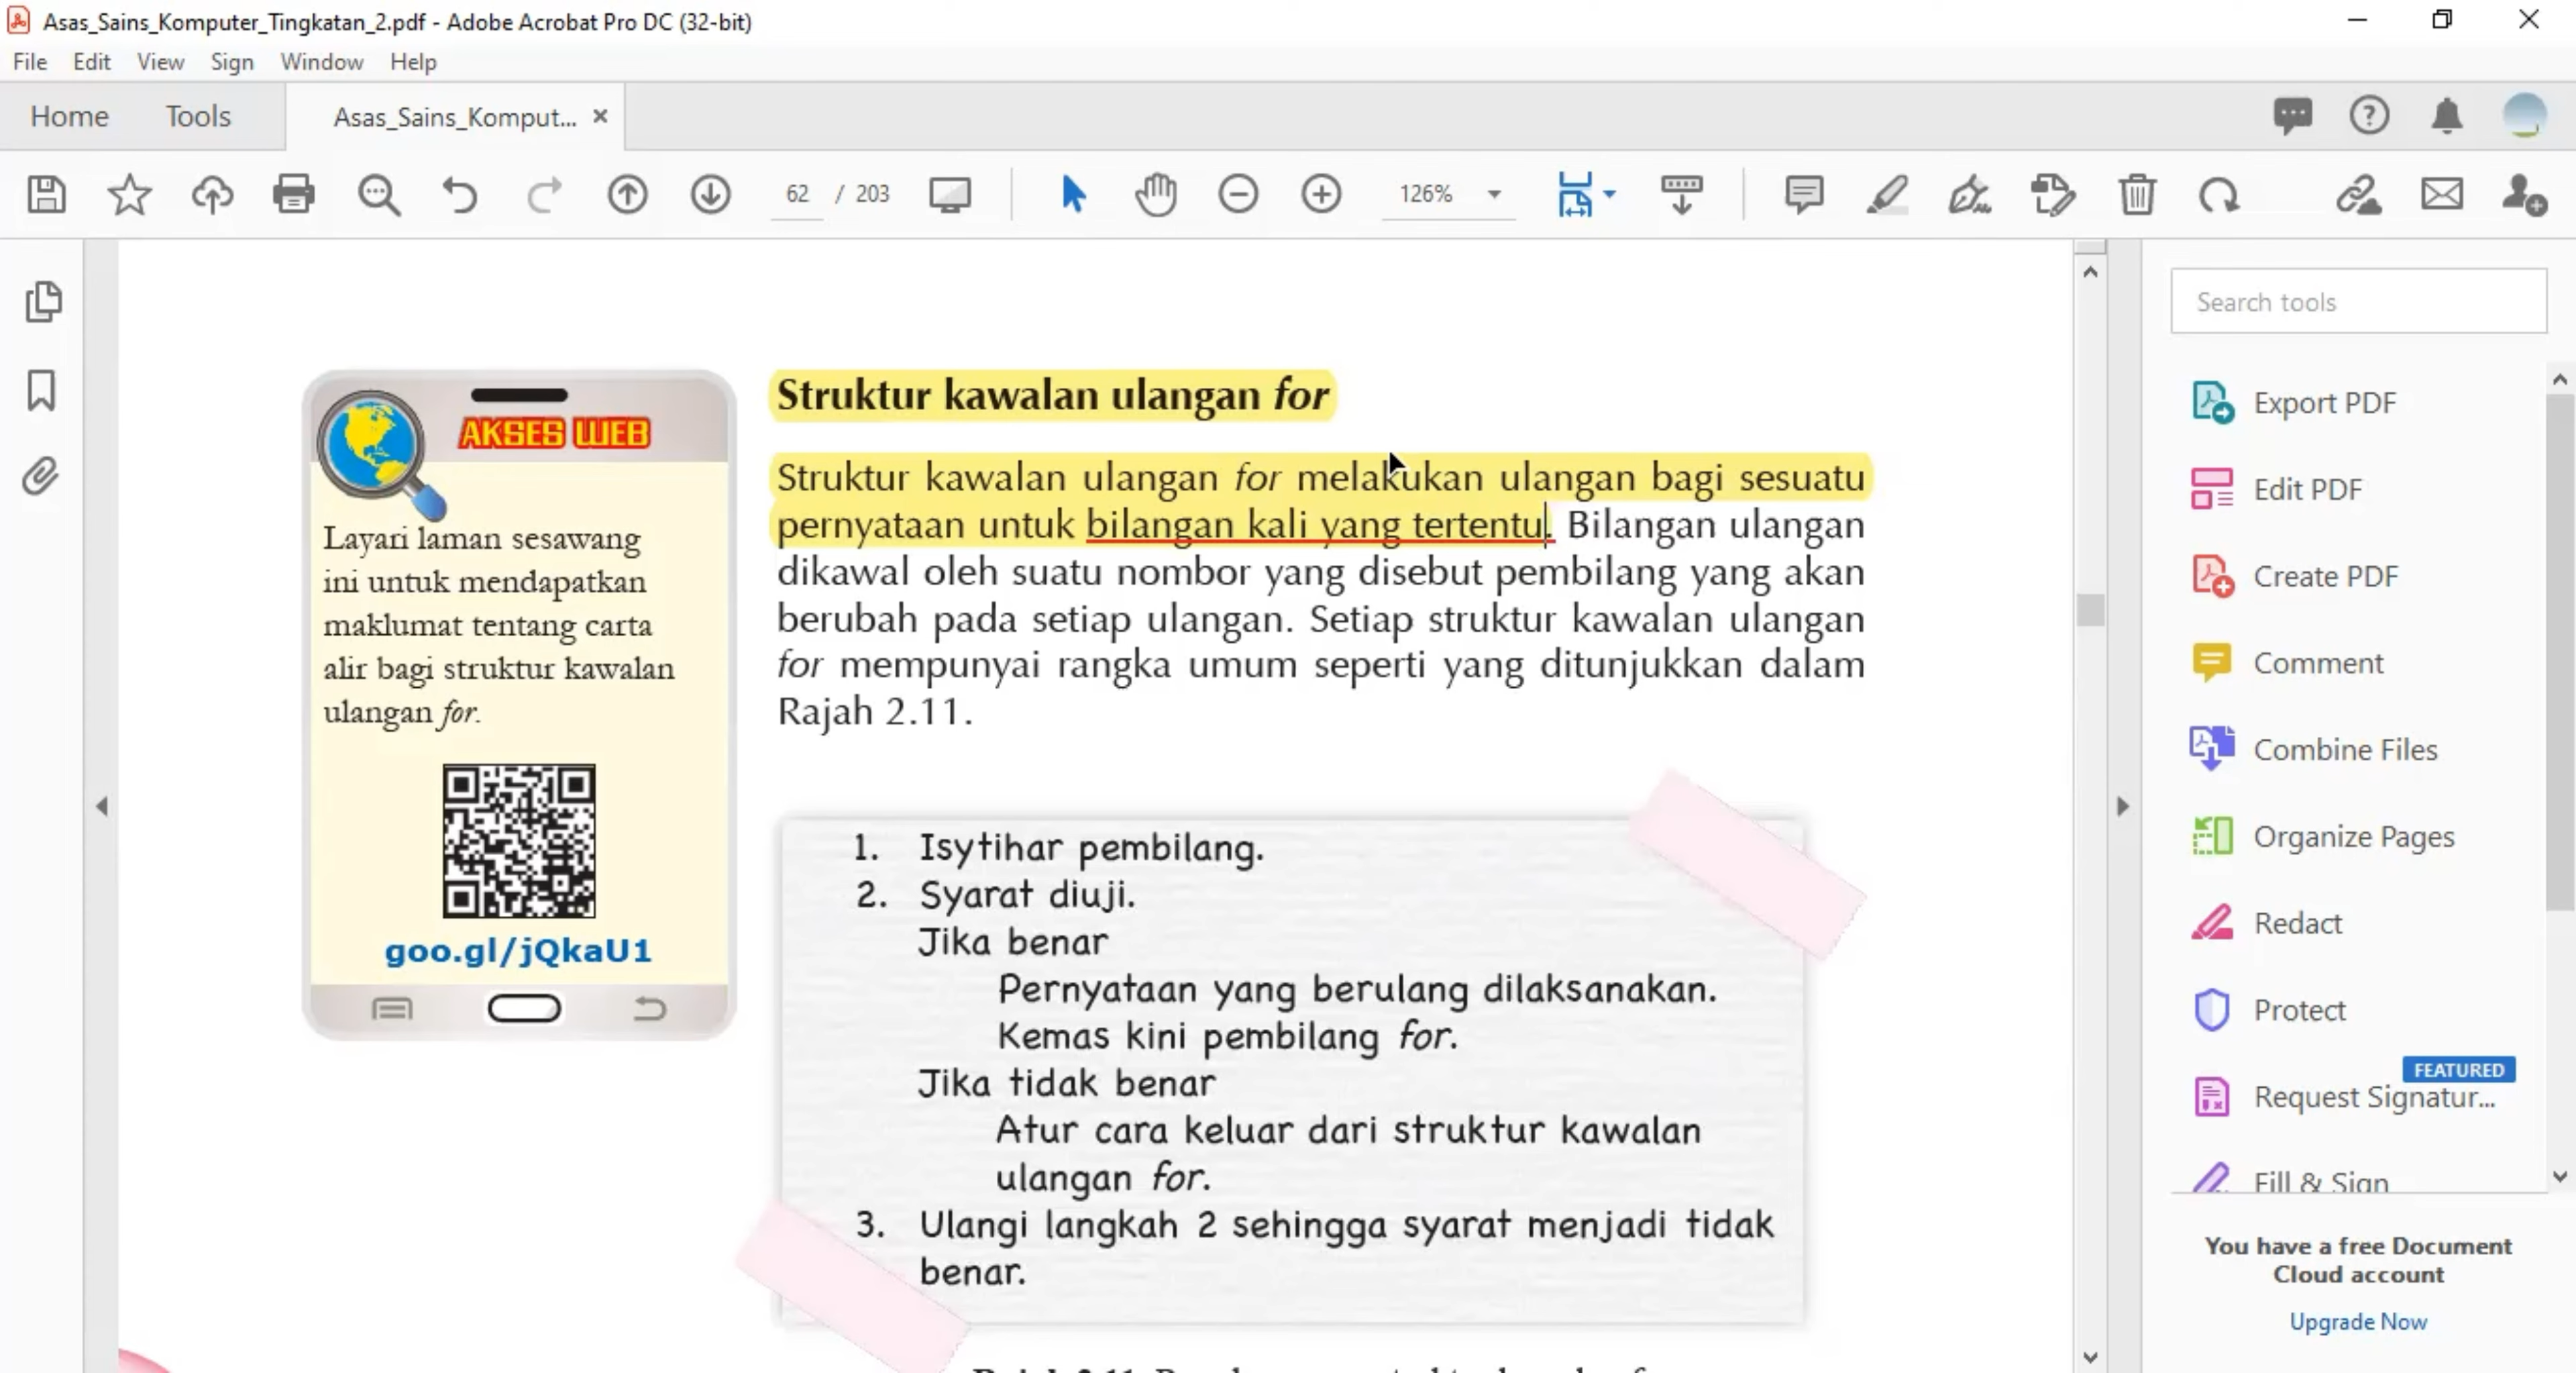 Asas_Sains_Komputer_Tingkatan_2.pdf - Adobe Acrobat Pro DC (32-bit)
File Edit View Sign Window Help
Home Tools Asas_Sains_Komput...
62 / 203 126%
Search tools
Export PDF
Edit PDF
Create PDF
Comment
Combine Files
Organize Pages
Redact
Protect
FEATURED
Request Signatur...
Fill & Sign
You have a free Document
Cloud account
Upgrade Now
AKSES WEB
Layari laman sesawang
ini untuk mendapatkan
maklumat tentang carta
alir bagi struktur kawalan
ulangan for.
goo.gl/jQkaU1
Struktur kawalan ulangan for
Struktur kawalan ulangan for melakukan ulangan bagi sesuatu
pernyataan untuk bilangan kali yang tertentu. Bilangan ulangan
dikawal oleh suatu nombor yang disebut pembilang yang akan
berubah pada setiap ulangan. Setiap struktur kawalan ulangan
for mempunyai rangka umum seperti yang ditunjukkan dalam
Rajah 2.11.
1. Isytihar pembilang.
2. Syarat diuji.
Jika benar
Pernyataan yang berulang dilaksanakan.
Kemas kini pembilang for.
Jika tidak benar
Atur cara keluar dari struktur kawalan
ulangan for.
3. Ulangi langkah 2 sehingga syarat menjadi tidak
benar.